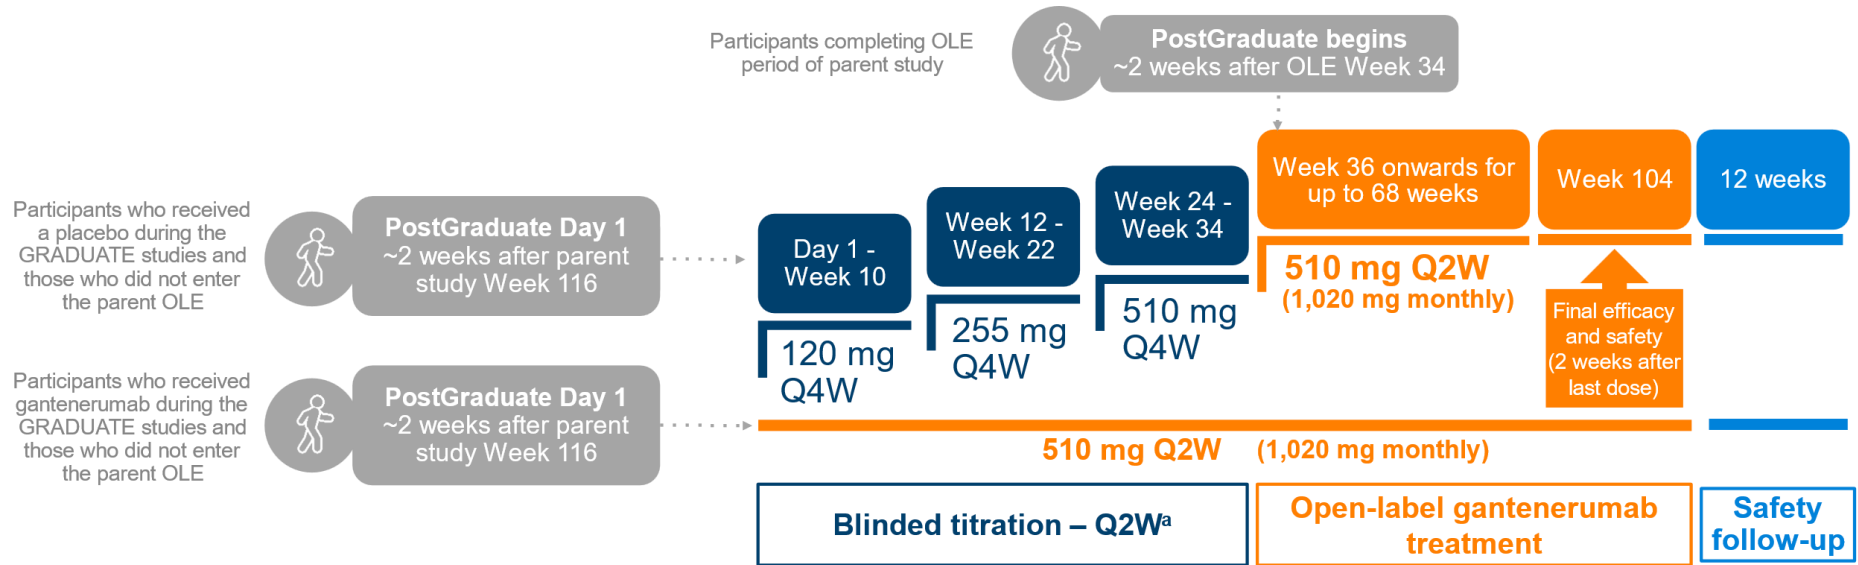 Participants completing OLE
period of parent study
PostGraduate begins
~2 weeks after OLE Week 34
Participants who received
a placebo during the
GRADUATE studies and
those who did not enter
the parent OLE
PostGraduate Day 1
~2 weeks after parent
study Week 116
Day 1 -
Week 10
Week 12 -
Week 22
Week 24 -
Week 34
Week 36 onwards for
up to 68 weeks
Week 104
12 weeks
120 mg
Q4W
255 mg
Q4W
510 mg
Q4W
510 mg Q2W
(1,020 mg monthly)
Final efficacy
and safety
(2 weeks after
last dose)
Participants who received
gantenerumab during the
GRADUATE studies and
those who did not enter
the parent OLE
PostGraduate Day 1
~2 weeks after parent
study Week 116
510 mg Q2W (1,020 mg monthly)
Blinded titration – Q2Wª
Open-label gantenerumab
treatment
Safety
follow-up